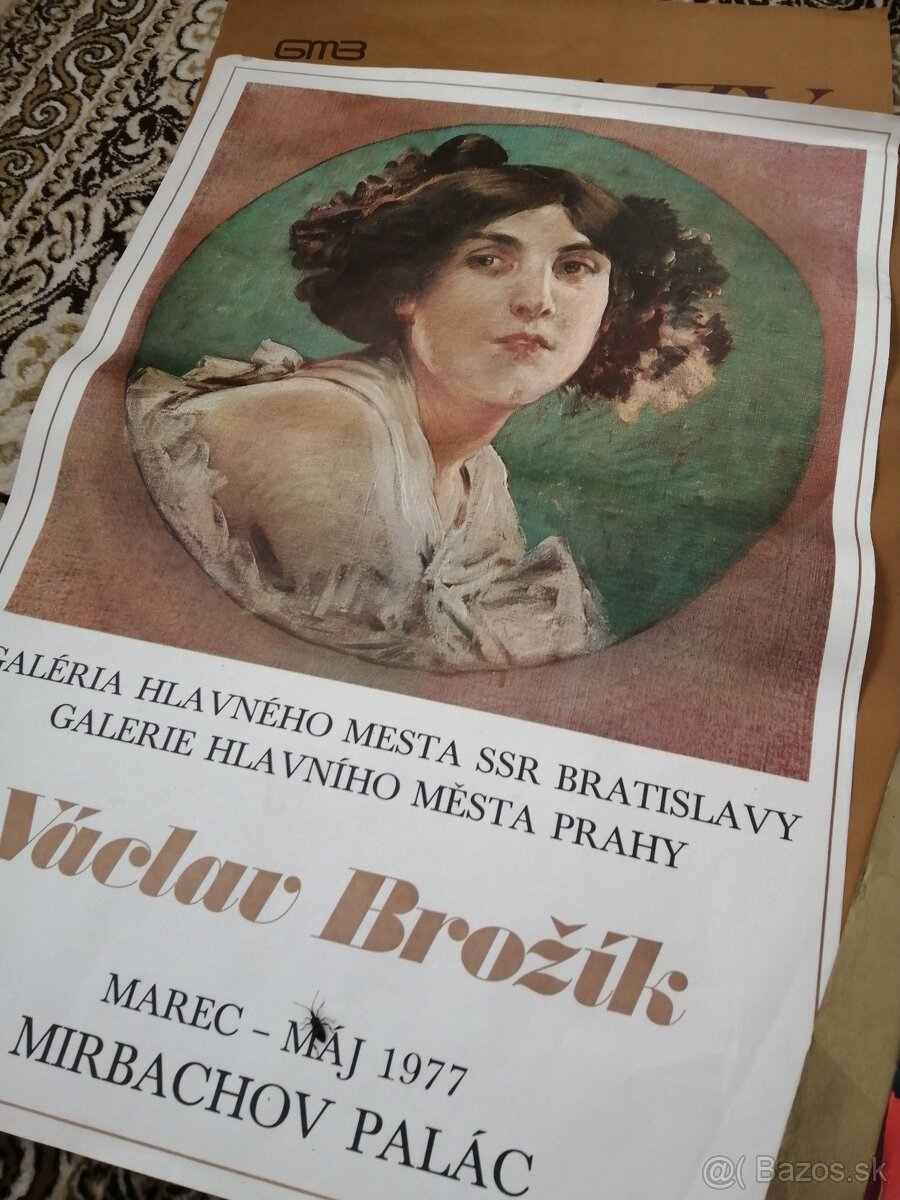 GMB
GALÉRIA HLAVNÉHO MESTA SSR BRATISLAVY
GALERIE HLAVNÍHO MĚSTA PRAHY
Václav Brožík
MAREC – MÁJ 1977
MIRBACHOV PALÁC
@( Bazos.sk